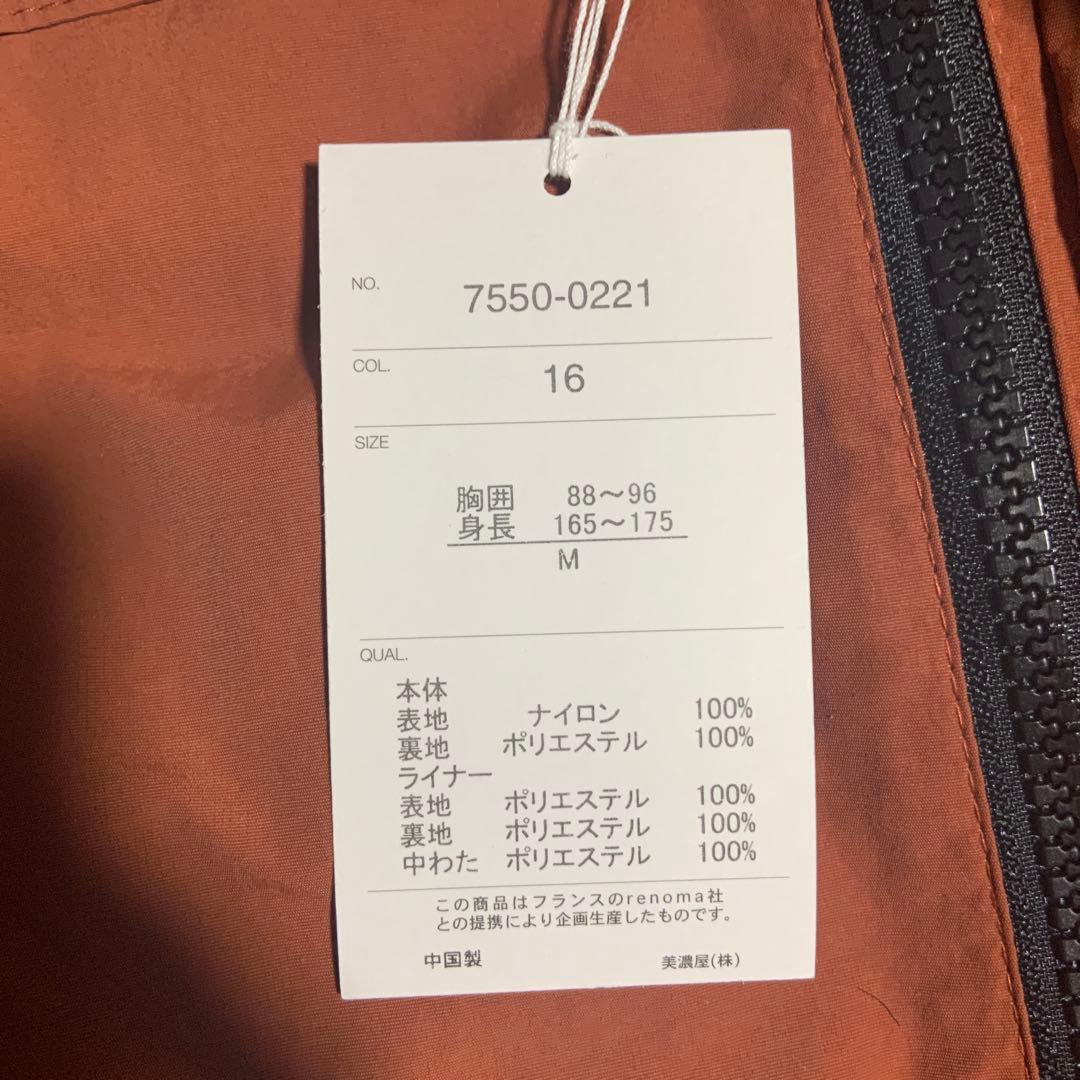 NO. 7550-0221
COL. 16
SIZE
胸囲 88〜96
身長 165〜175
M
QUAL.
本体
表地 ナイロン 100%
裏地 ポリエステル 100%
ライナー
表地 ポリエステル 100%
裏地 ポリエステル 100%
中わた ポリエステル 100%
この商品はフランスのrenoma社
との提携により企画生産したものです。
中国製 美濃屋(株)